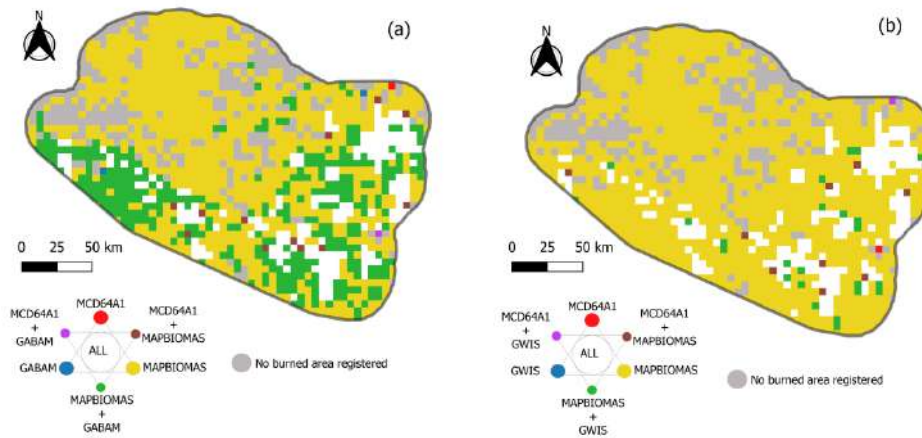 (a)
N
0 25 50 km
MCD64A1
MCD64A1
+
GABAM
MCD64A1
+
MAPBIOMAS
ALL
GABAM
MAPBIOMAS
MAPBIOMAS
+
GABAM
No burned area registered
(b)
N
0 25 50 km
MCD64A1
MCD64A1
+
GWIS
MCD64A1
+
MAPBIOMAS
ALL
GWIS
MAPBIOMAS
MAPBIOMAS
+
GWIS
No burned area registered